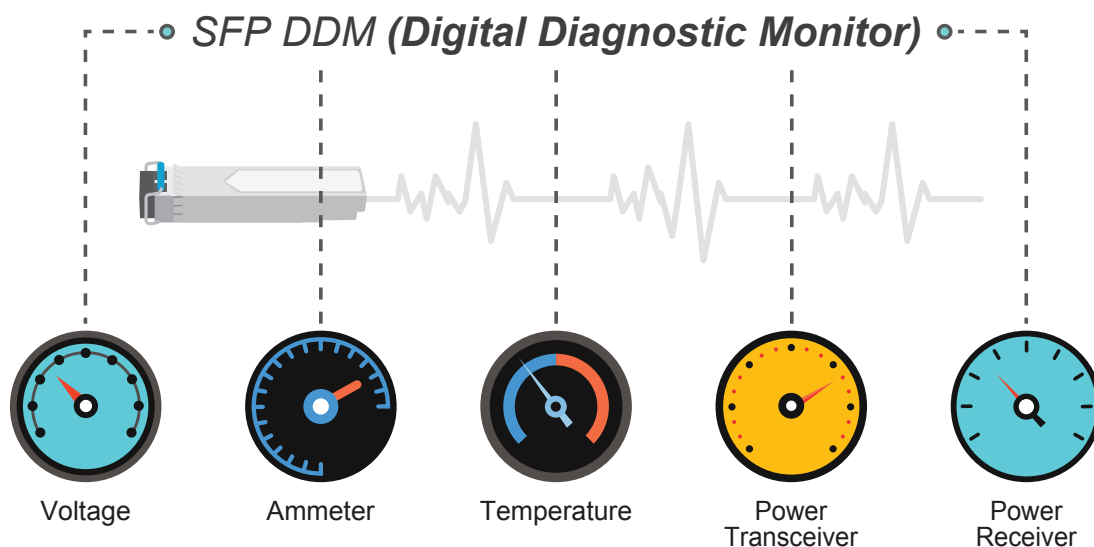 SFP DDM (Digital Diagnostic Monitor)
Voltage
Ammeter
Temperature
Power
Transceiver
Power
Receiver